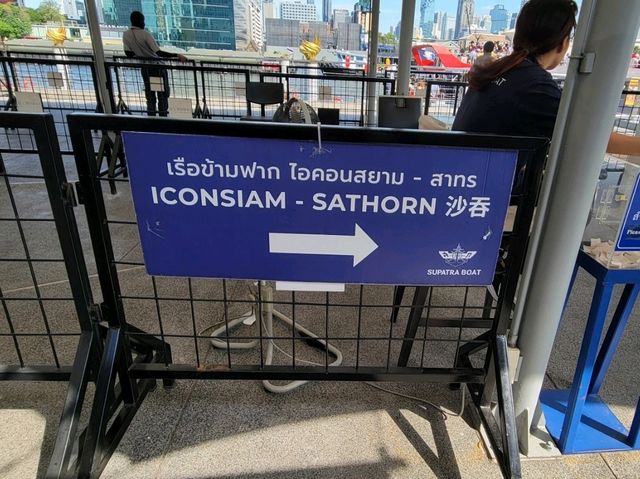 เรือข้ามฟาก ไอคอนสยาม - สาทร
ICONSIAM - SATHORN 沙吞
SUPATRA BOAT